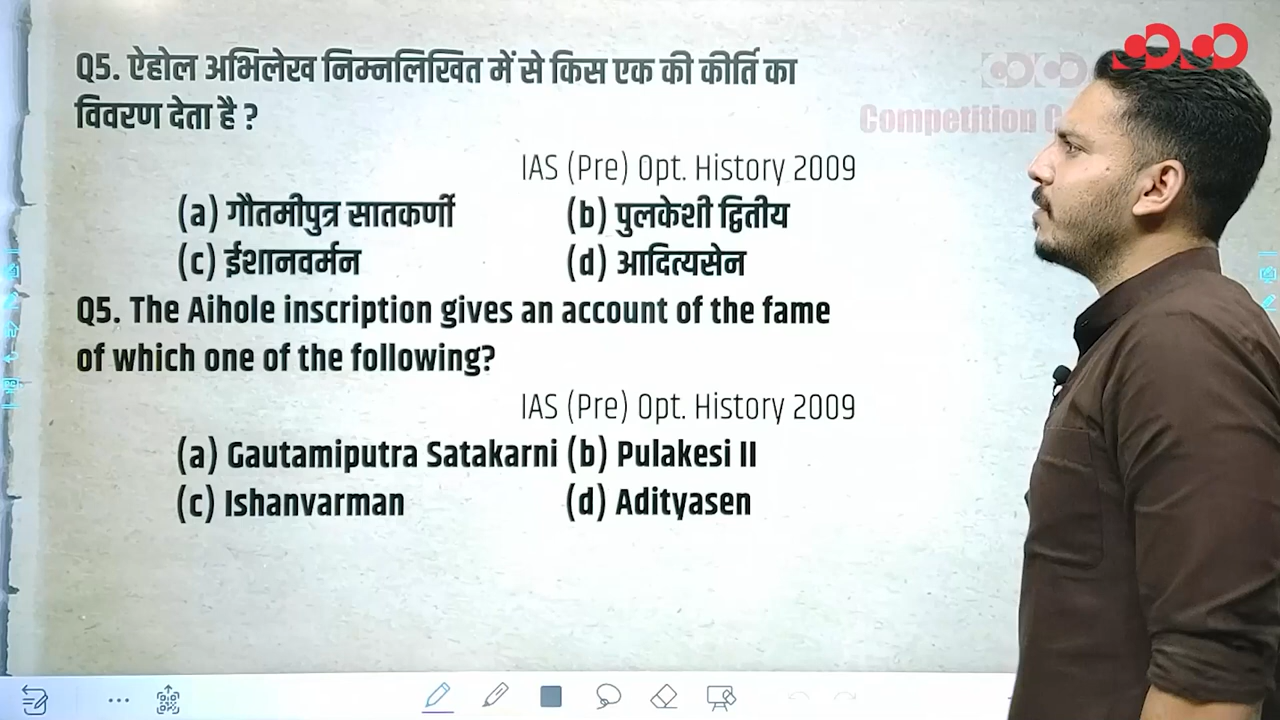 Q5. ऐहोल अभिलेख निम्नलिखित में से किस एक की कीर्ति का
विवरण देता है ?
Competition
IAS (Pre) Opt. History 2009
(a) गौतमीपुत्र सातकर्णी (b) पुलकेशी द्वितीय
(c) ईशानवर्मन (d) आदित्यसेन
Q5. The Aihole inscription gives an account of the fame
of which one of the following?
IAS (Pre) Opt. History 2009
(a) Gautamiputra Satakarni (b) Pulakesi II
(c) Ishanvarman (d) Adityasen